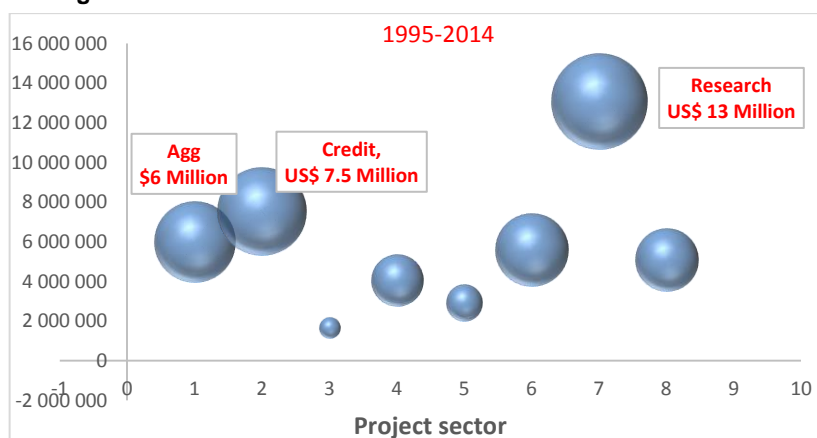 1995-2014
16 000 000
14 000 000
12 000 000
10 000 000
8 000 000
6 000 000
4 000 000
2 000 000
0
-2 000 000
Agg
$6 Million
Credit,
US$ 7.5 Million
Research
US$ 13 Million
-1 0 1 2 3 4 5 6 7 8 9 10
Project sector